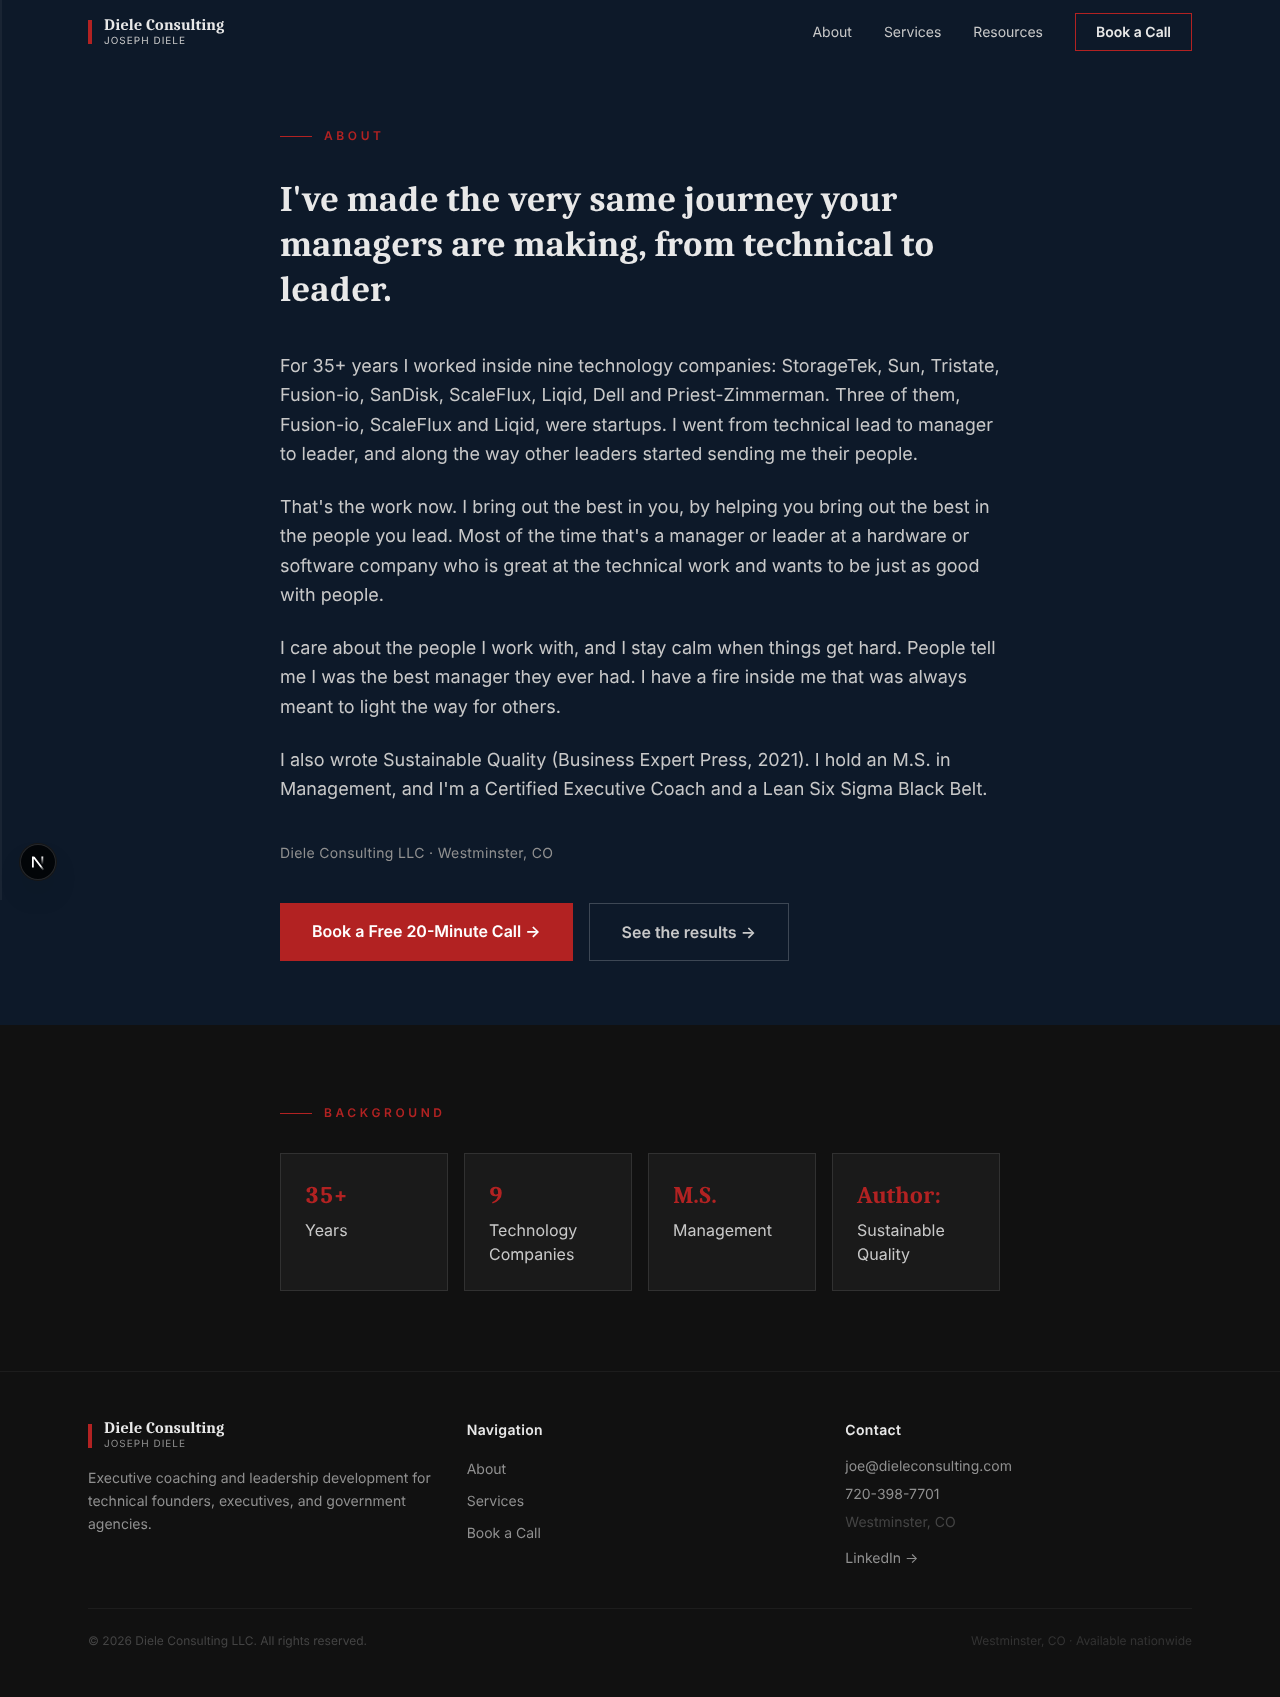 Diele Consulting
JOSEPH DIELE
About
Services
Resources
Book a Call
ABOUT
I've made the very same journey your
managers are making, from technical to
leader.
For 35+ years I worked inside nine technology companies: StorageTek, Sun, Tristate,
Fusion-io, SanDisk, ScaleFlux, Liqid, Dell and Priest-Zimmerman. Three of them,
Fusion-io, ScaleFlux and Liqid, were startups. I went from technical lead to manager
to leader, and along the way other leaders started sending me their people.
That's the work now. I bring out the best in you, by helping you bring out the best in
the people you lead. Most of the time that's a manager or leader at a hardware or
software company who is great at the technical work and wants to be just as good
with people.
I care about the people I work with, and I stay calm when things get hard. People tell
me I was the best manager they ever had. I have a fire inside me that was always
meant to light the way for others.
I also wrote Sustainable Quality (Business Expert Press, 2021). I hold an M.S. in
Management, and I'm a Certified Executive Coach and a Lean Six Sigma Black Belt.
Diele Consulting LLC · Westminster, CO
N
Book a Free 20-Minute Call →
See the results →
BACKGROUND
35+
Years
9
Technology
Companies
M.S.
Management
Author:
Sustainable
Quality
Diele Consulting
JOSEPH DIELE
Executive coaching and leadership development for
technical founders, executives, and government
agencies.
Navigation
About
Services
Book a Call
Contact
joe@dieleconsulting.com
720-398-7701
Westminster, CO
LinkedIn →
© 2026 Diele Consulting LLC. All rights reserved.
Westminster, CO · Available nationwide